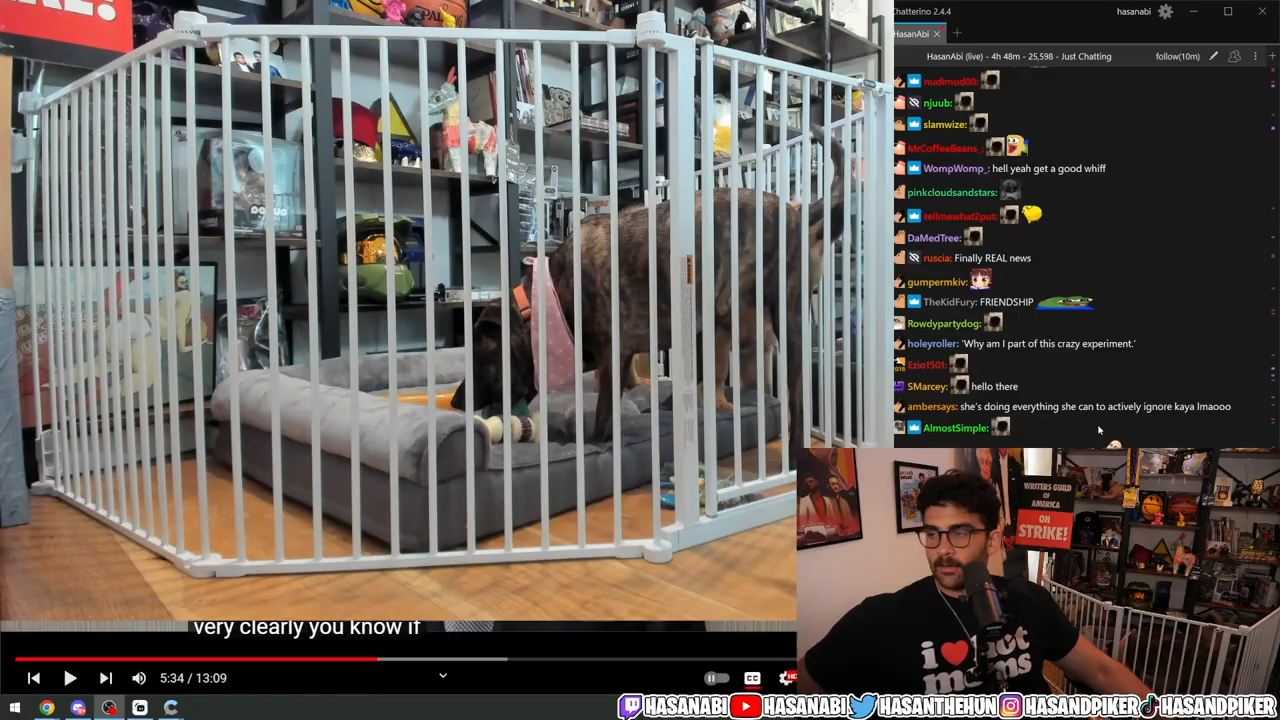 Chatterino 2.4.4
hasanabi
HasanAbi
HasanAbi (live) - 4h 48m - 25,598 - Just Chatting
follow(10m)
nudimud90:
njuub:
slamwize:
MrCoffeeBeans_:
WompWomp_: hell yeah get a good whiff
pinkcloudsandstars:
tellmewhat2put:
DaMedTree:
ruscia: Finally REAL news
gumpermkiv:
TheKidFury: FRIENDSHIP
Rowdypartydog:
holeyroller: 'Why am I part of this crazy experiment.'
Ezio1501:
SMarcey: hello there
ambersays: she's doing everything she can to actively ignore kaya lmaooo
AlmostSimple:
WRITERS GUILD
OF
AMERICA
ON
STRIKE!
i
hot
moms
very clearly you know if
5:34 / 13:09
CC
HD
HASANABI
HASANABI
HASANTHEHUN
HASANDPIKER
HASANDPIKER